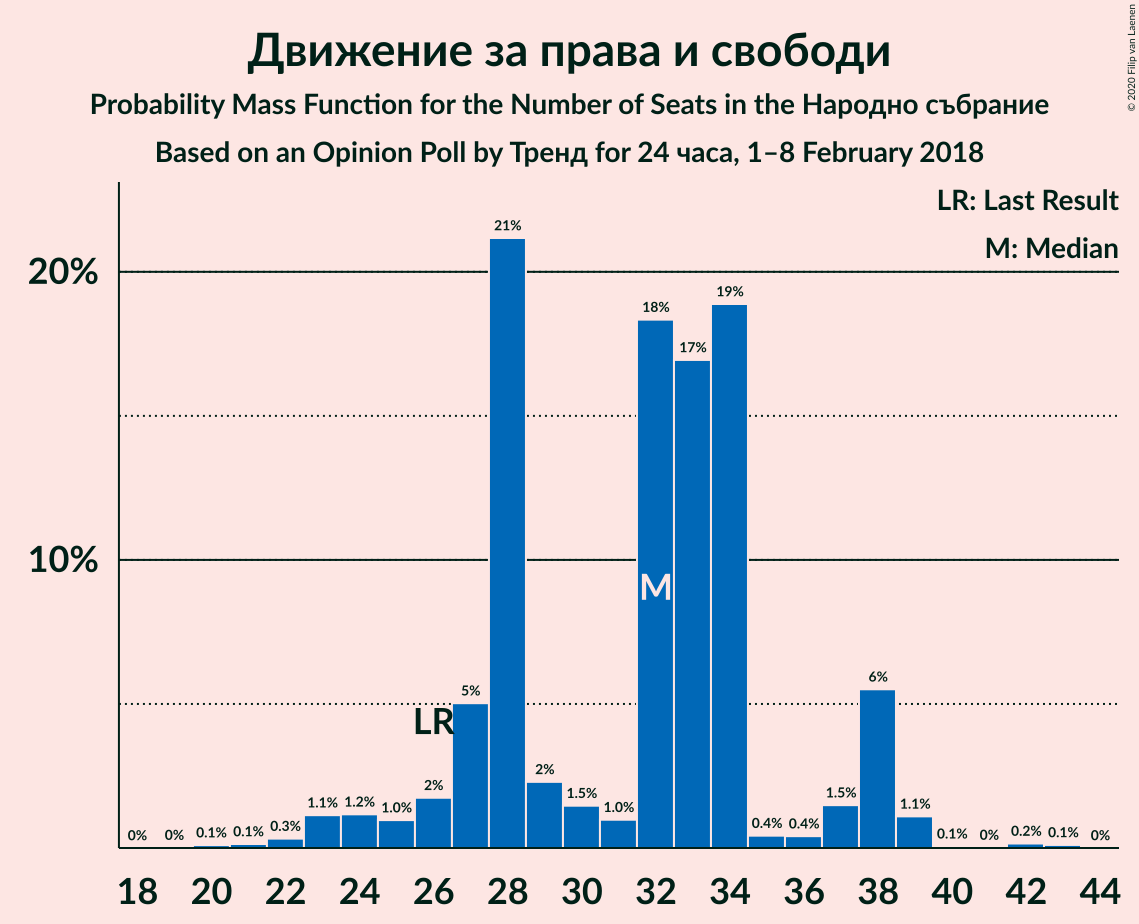 Движение за права и свободи
Probability Mass Function for the Number of Seats in the Народно събрание
Based on an Opinion Poll by Тренд for 24 часа, 1–8 February 2018
© 2020 Filip van Laenen
LR: Last Result
M: Median
20%
10%
0% 0% 0.1% 0.1% 0.3% 1.1% 1.2% 1.0% 2% 5% 21% 2% 1.5% 1.0% 18% 17% 19% 0.4% 0.4% 1.5% 6% 1.1% 0.1% 0% 0.2% 0.1% 0%
LR
M
18 20 22 24 26 28 30 32 34 36 38 40 42 44